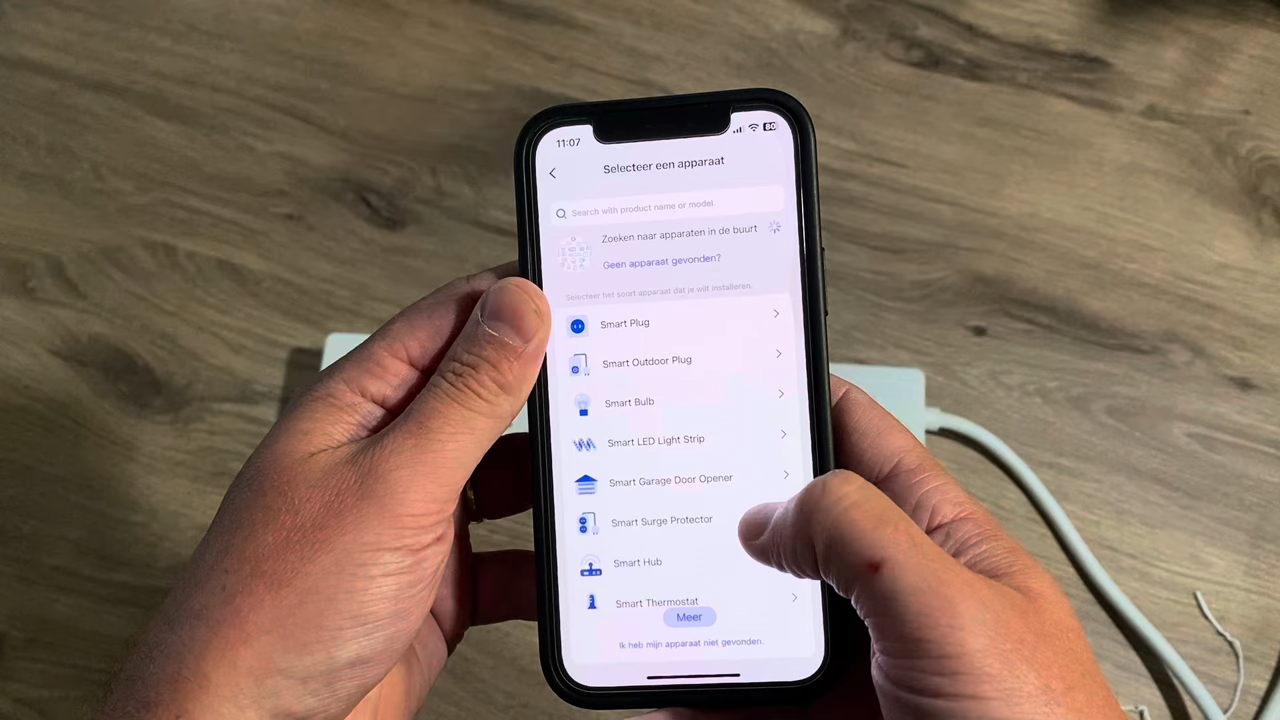 11:07
80
Selecteer een apparaat
Search with product name or model.
Zoeken naar apparaten in de buurt
Geen apparaat gevonden?
Selecteer het soort apparaat dat je wilt installeren.
Smart Plug
Smart Outdoor Plug
Smart Bulb
Smart LED Light Strip
Smart Garage Door Opener
Smart Surge Protector
Smart Hub
Smart Thermostat
Meer
Ik heb mijn apparaat niet gevonden.